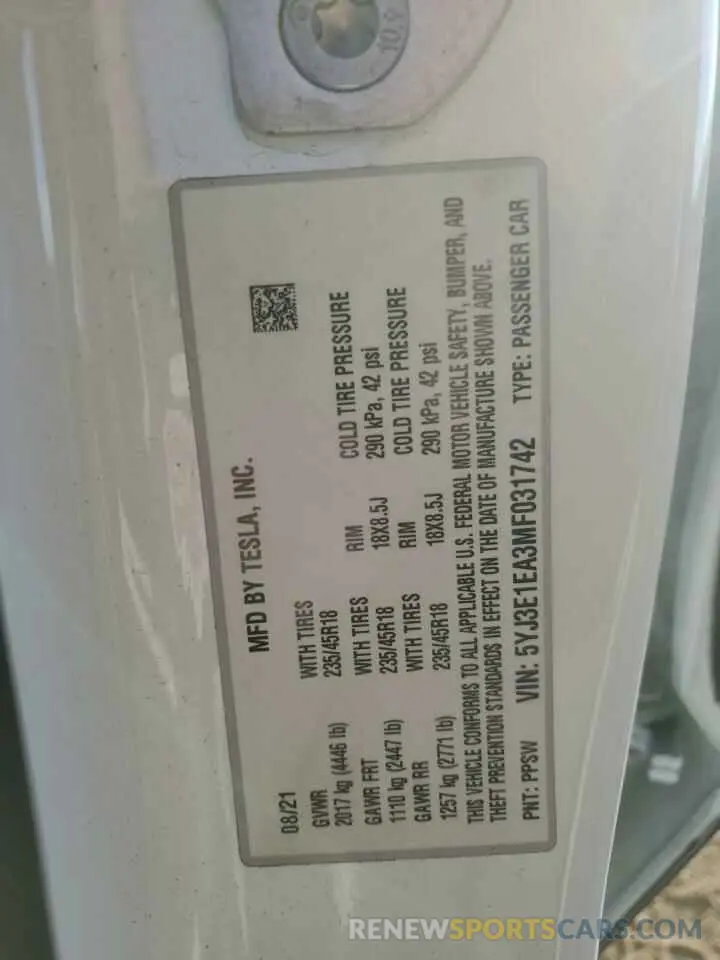 10.9
MFD BY TESLA, INC.
08/21
GVWR WITH TIRES RIM COLD TIRE PRESSURE
2017 kg (4446 lb) 235/45R18 18X8.5J 290 kPa, 42 psi
GAWR FRT WITH TIRES RIM COLD TIRE PRESSURE
1110 kg (2447 lb) 235/45R18 18X8.5J 290 kPa, 42 psi
GAWR RR WITH TIRES
1257 kg (2771 lb) 235/45R18
THIS VEHICLE CONFORMS TO ALL APPLICABLE U.S. FEDERAL MOTOR VEHICLE SAFETY, BUMPER, AND
THEFT PREVENTION STANDARDS IN EFFECT ON THE DATE OF MANUFACTURE SHOWN ABOVE.
PNT: PPSW VIN: 5YJ3E1EA3MF031742 TYPE: PASSENGER CAR
RENEWSPORTSCARS.COM